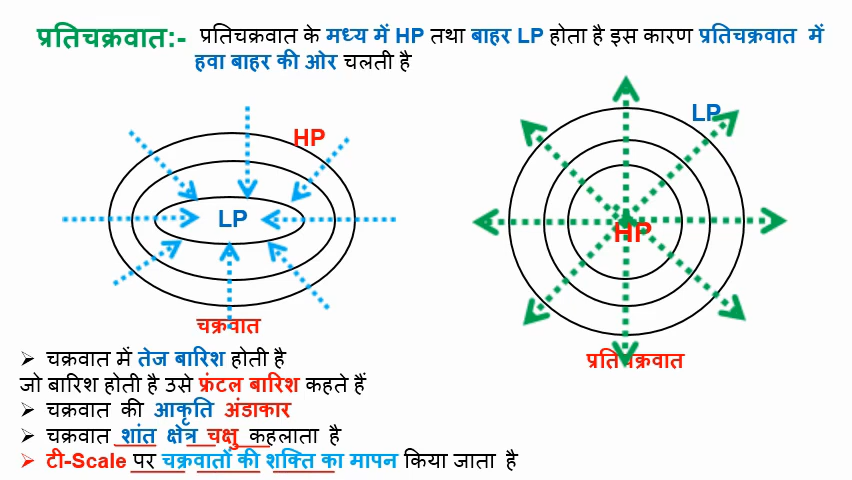 प्रतिचक्रवात:- प्रतिचक्रवात के मध्य में HP तथा बाहर LP होता है इस कारण प्रतिचक्रवात में
हवा बाहर की ओर चलती है
HP
LP
LP
HP
चक्रवात
प्रतिचक्रवात
चक्रवात में तेज बारिश होती है
जो बारिश होती है उसे फ्रंटल बारिश कहते हैं
चक्रवात की आकृति अंडाकार
चक्रवात शांत क्षेत्र चक्षु कहलाता है
टी-Scale पर चक्रवातों की शक्ति का मापन किया जाता है